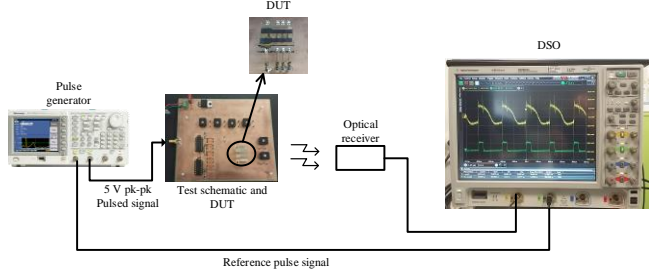 DUT
DSO
Pulse
generator
Optical
receiver
5 V pk-pk
Pulsed signal
Test schematic and
DUT
Reference pulse signal